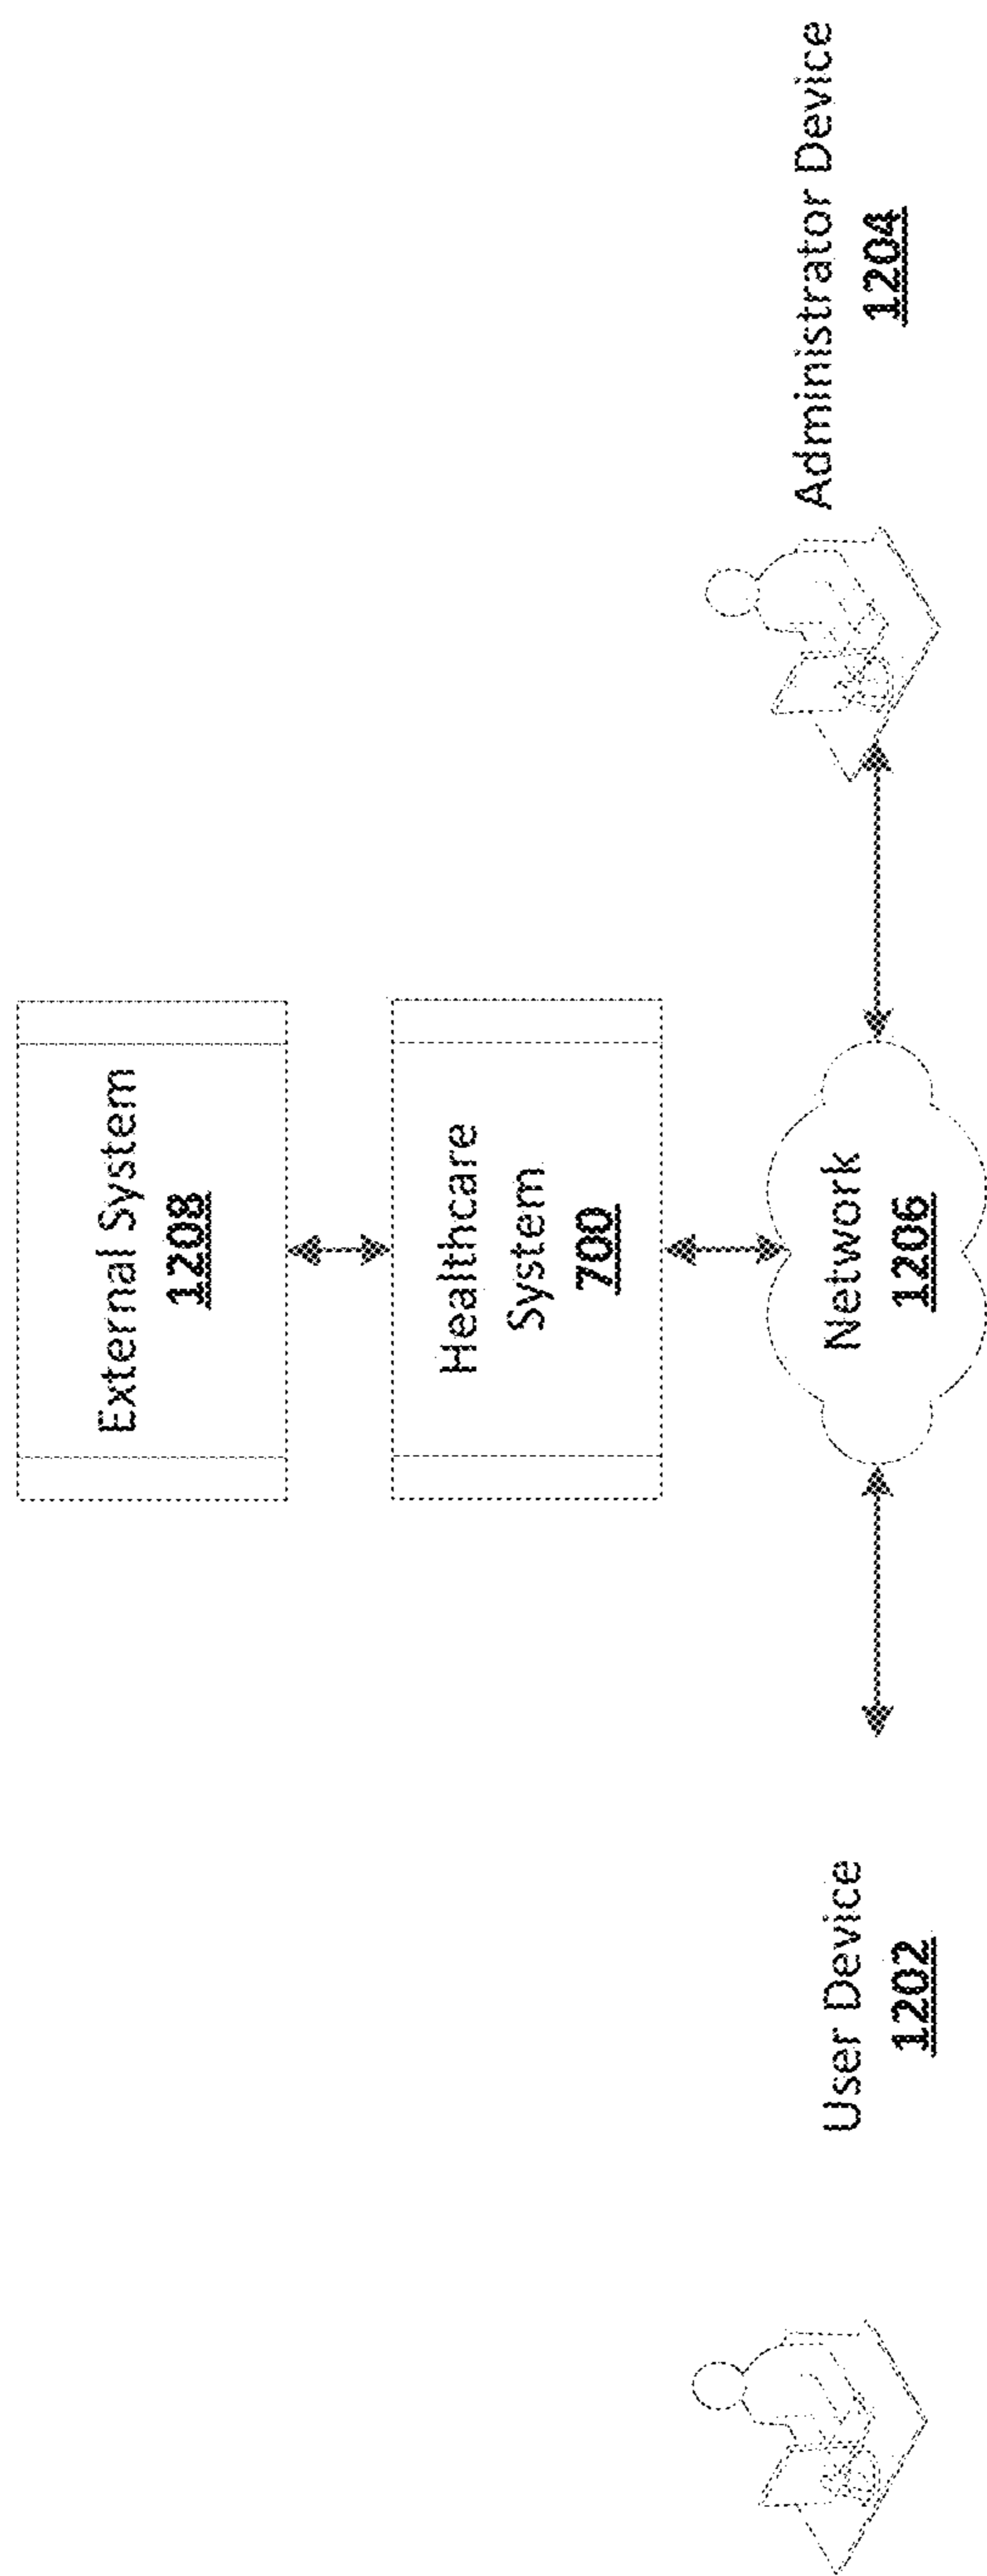 External System
1208
Healthcare
System
700
User Device
1202
Network
1206
Administrator Device
1204